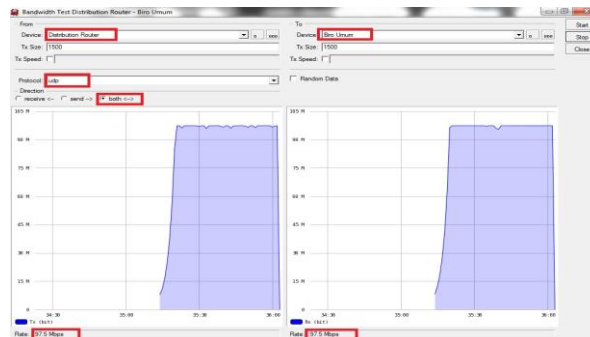 Bandwidth Test Distribution Router - Biro Umum
From
Device: Distribution Router
Tx Size: 1500
Tx Speed:
To
Device: Biro Umum
Tx Size: 1500
Tx Speed:
Start
Stop
Close
Protocol: udp
Random Data
Direction
receive <- send -> both <->
105 M
90 M
75 M
60 M
45 M
30 M
15 M
0
34:30 35:00 35:30 36:00
Tx (bit)
Rate: 97.5 Mbps
105 M
90 M
75 M
60 M
45 M
30 M
15 M
0
34:30 35:00 35:30 36:00
Rx (bit)
Rate: 97.5 Mbps